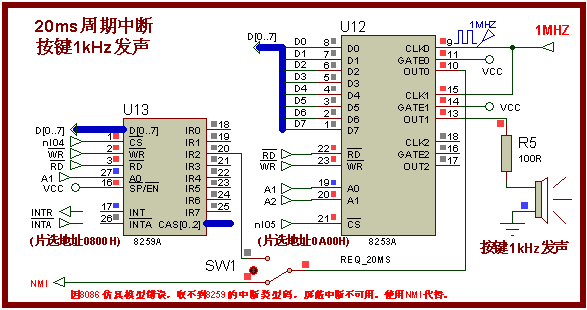 20ms周期中断
按键1kHz发声
U12
1MHZ
1MHZ
D[0..7]
D0 8 D0 CLK0 9
D1 7 D1 GATE0 11
D2 6 D2 OUT0 10
VCC
D3 5 D3
D4 4 D4 CLK1 15
D5 3 D5 GATE1 14
VCC
D6 2 D6 OUT1 13
D7 1 D7
CLK2 18
GATE2 16
OUT2 17
RD 22 RD
WR 23 WR
A1 19 A0
A2 20 A1
nIO5 21 CS
(片选地址0A00H)
8253A
R5
100R
按键1kHz发声
U13
D[0..7] D[0..7] IR0 18
nIO4 1 CS IR1 19
WR 2 WR IR2 20
RD 3 RD IR3 21
A1 27 A0 IR4 22
VCC 16 SP/EN IR5 23
IR6 24
INTR 17 INT IR7 25
INTA 26 INTA CAS[0..2]
(片选地址0800H)
8259A
SW1
REQ_20MS
NMI
因8086仿真模型错误，收不到8259的中断类型码，屏蔽中断不可用。使用NMI代替。